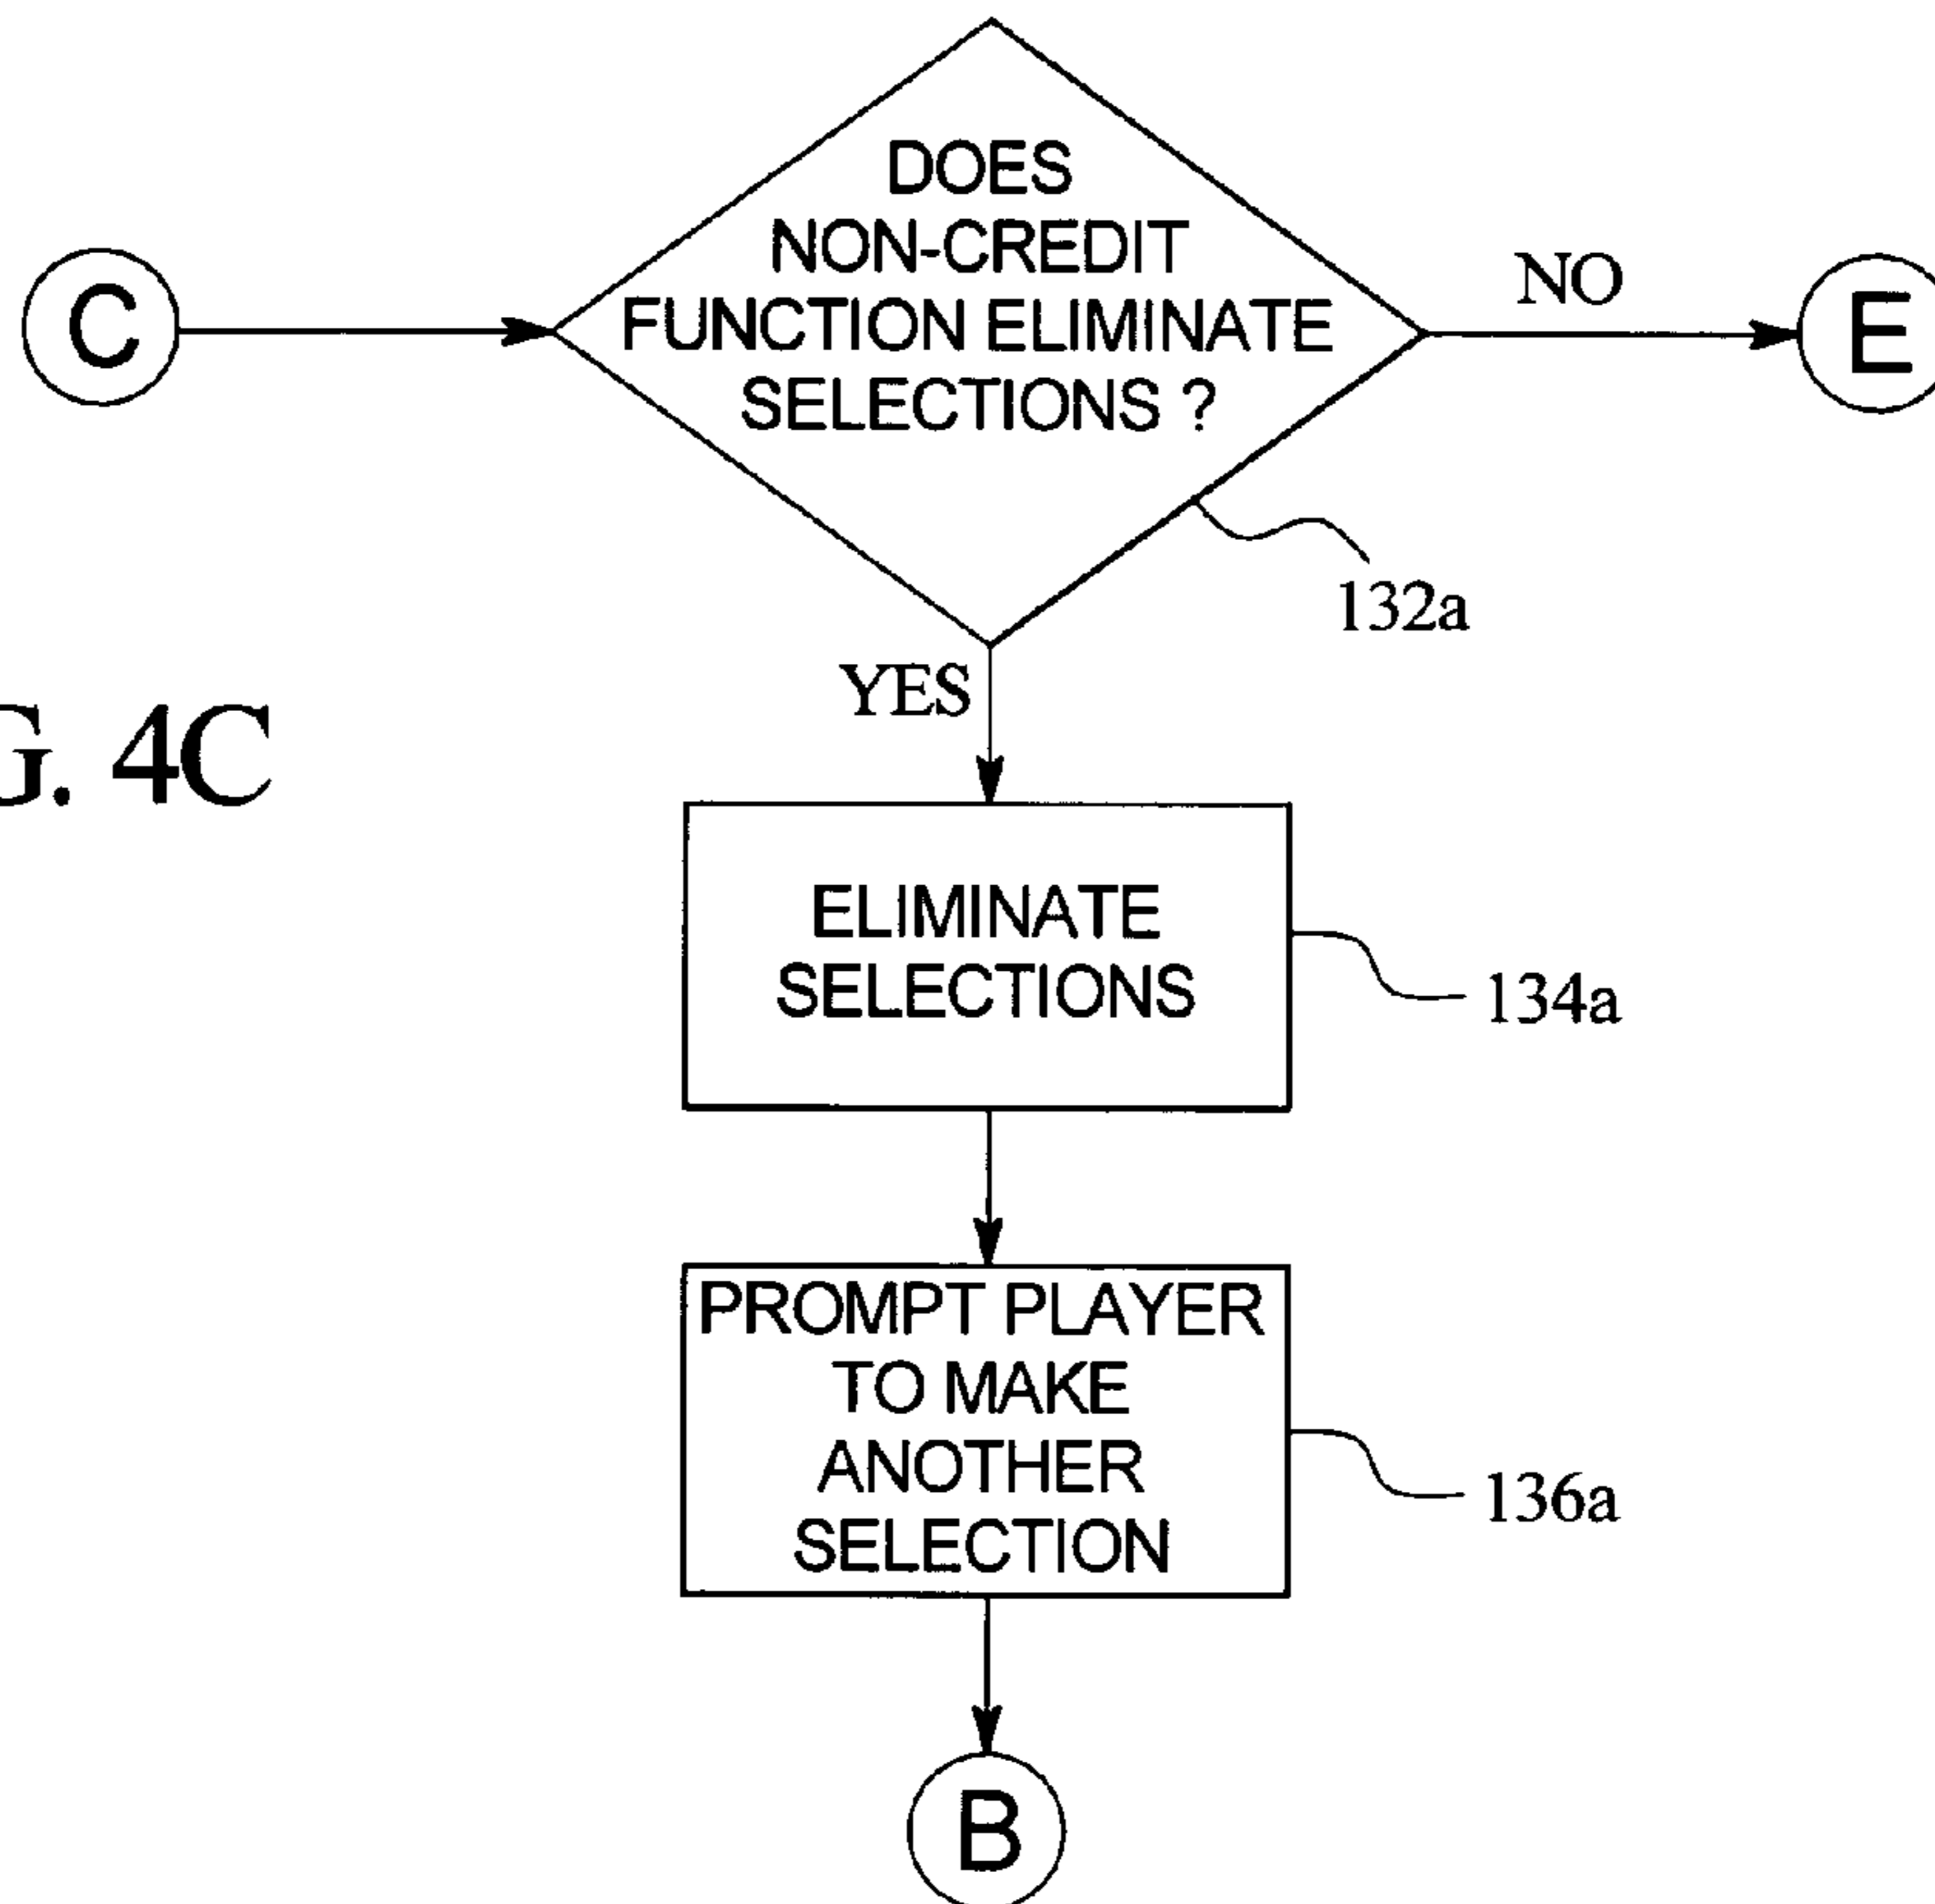 DOES
NON-CREDIT
FUNCTION ELIMINATE
SELECTIONS ?
C
NO
E
132a
YES
G. 4C
ELIMINATE
SELECTIONS
134a
PROMPT PLAYER
TO MAKE
ANOTHER
SELECTION
136a
B